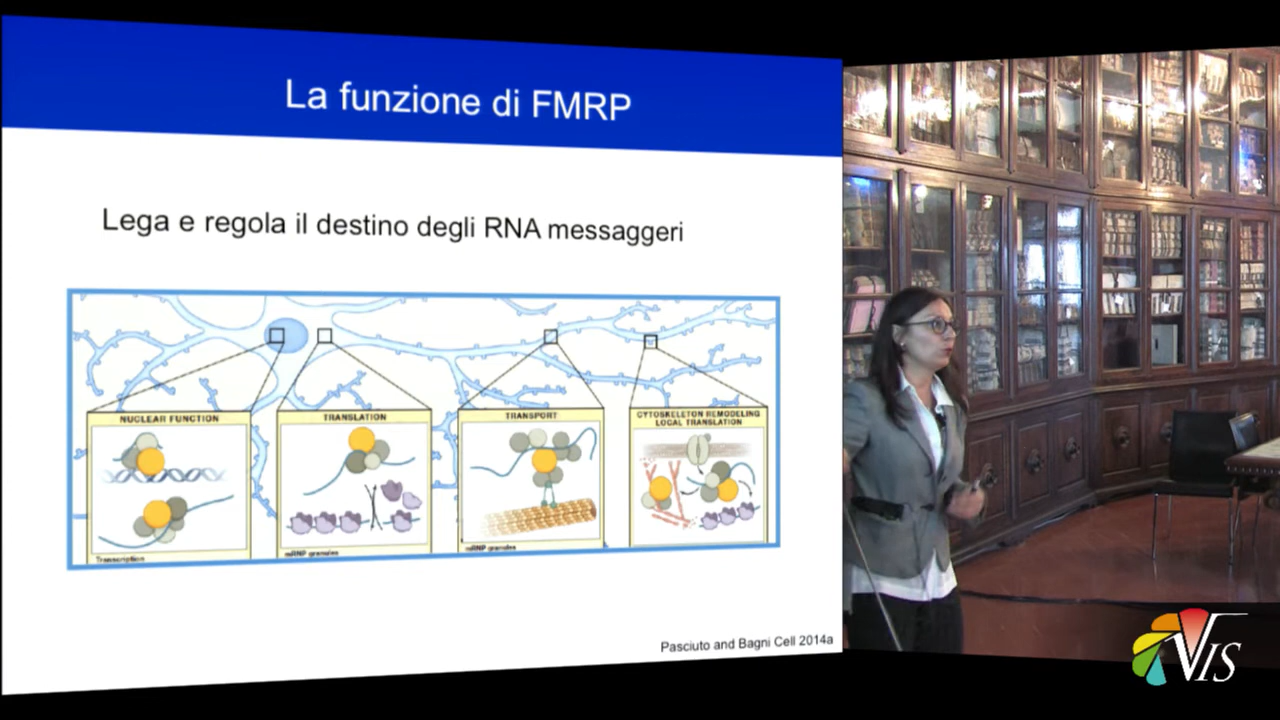 La funzione di FMRP
Lega e regola il destino degli RNA messaggeri
NUCLEAR FUNCTION
TRANSLATION
TRANSPORT
CYTOSKELETON REMODELING
LOCAL TRANSLATION
Transcription
mRNP granules
mRNP granules
Pasciuto and Bagni Cell 2014a
VIS